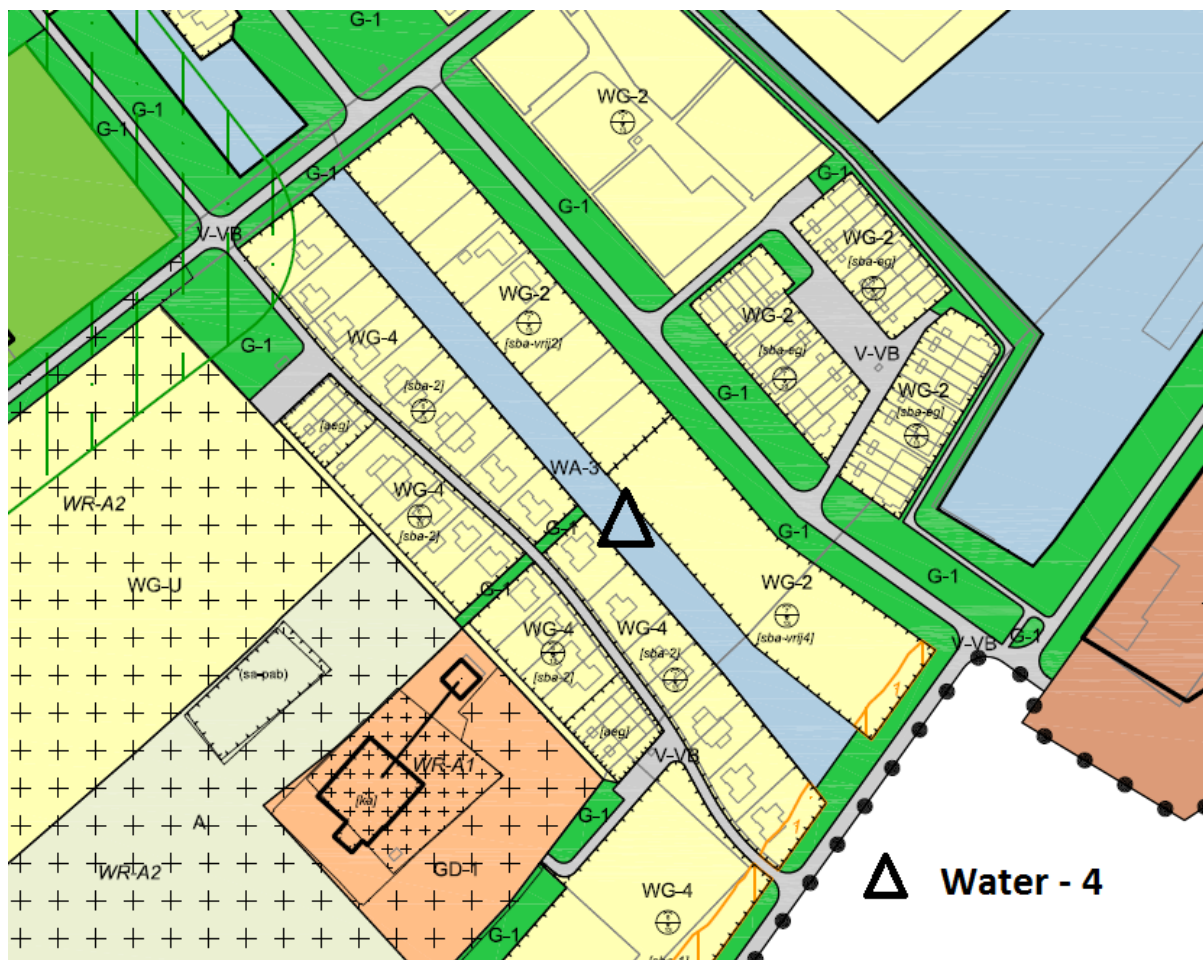 G-1
WG-2
G-1
G-1
G-1
G-1
G-1
V-VB
WG-2
[sba-eg]
WG-2
[sba-vrij2]
WG-2
[sba-eg]
WG-4
G-1
V-VB
[sba-2]
G-1
WG-2
[sba-eg]
[aeg]
WA-3
WG-4
WR-A2
[sba-2]
G-1
G-1
G-1
WG-2
G-1
WG-U
[sba-vrij4]
WG-4
WG-4
[sba-2]
V-VB
G-1
(sa-pab)
[sba-2]
[aeg]
V-VB
WR-A1
[ka]
G-1
A
WR-A2
GD-1
WG-4
Water - 4
G-1